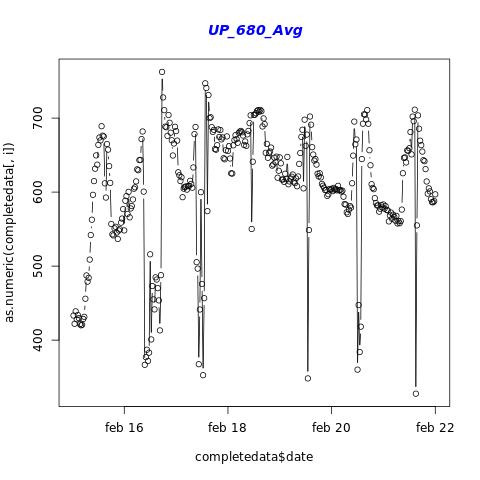 UP_680_Avg
as.numeric(completedata[, i])
700
600
500
400
feb 16
feb 18
feb 20
feb 22
completedata$date